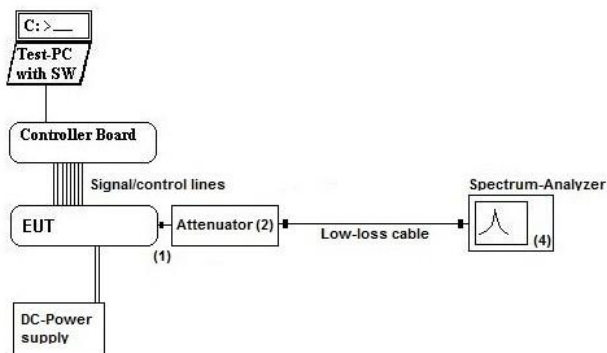 C:>__
Test-PC
with SW
Controller Board
Signal/control lines
Spectrum-Analyzer
EUT
Attenuator (2)
Low-loss cable
(4)
(1)
DC-Power
supply